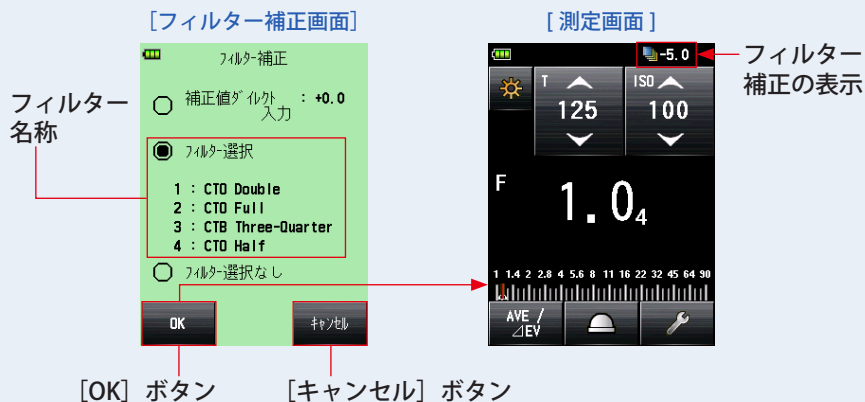 ［フィルター補正画面］
[ 測定画面 ]
フィルター補正
フィルター
名称
補正値ダイレクト : +0.0
入力
フィルター選択
1 : CTO Double
2 : CTO Full
3 : CTB Three-Quarter
4 : CTO Half
フィルター選択なし
OK
キャンセル
［OK］ボタン
［キャンセル］ボタン
-5.0
フィルター
補正の表示
T
125
ISO
100
F
1.04
1 1.4 2 2.8 4 5.6 8 11 16 22 32 45 64 90
AVE /
⊿EV